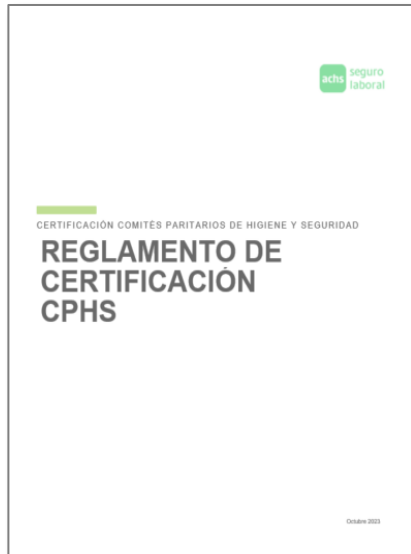 achs seguro
laboral
CERTIFICACIÓN COMITÉS PARITARIOS DE HIGIENE Y SEGURIDAD
REGLAMENTO DE
CERTIFICACIÓN
CPHS
Octubre 2023